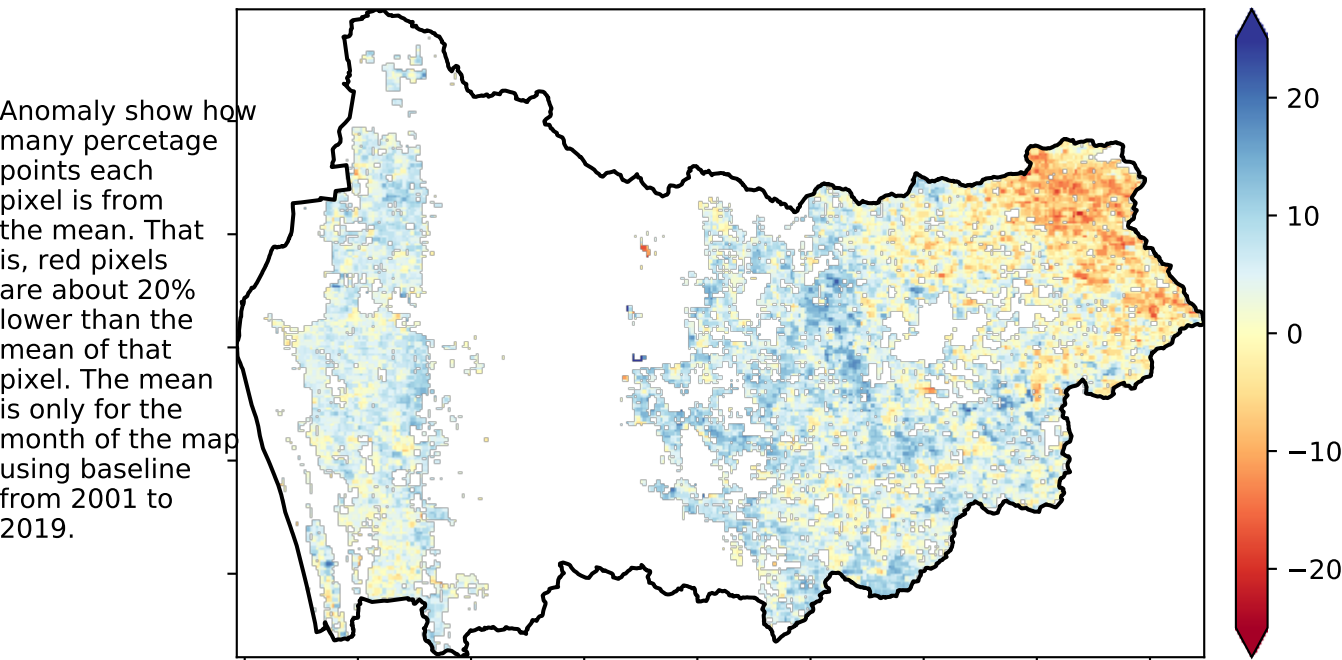 Anomaly show how
many percetage
points each
pixel is from
the mean. That
is, red pixels
are about 20%
lower than the
mean of that
pixel. The mean
is only for the
month of the map
using baseline
from 2001 to
2019.
20
10
0
−10
−20